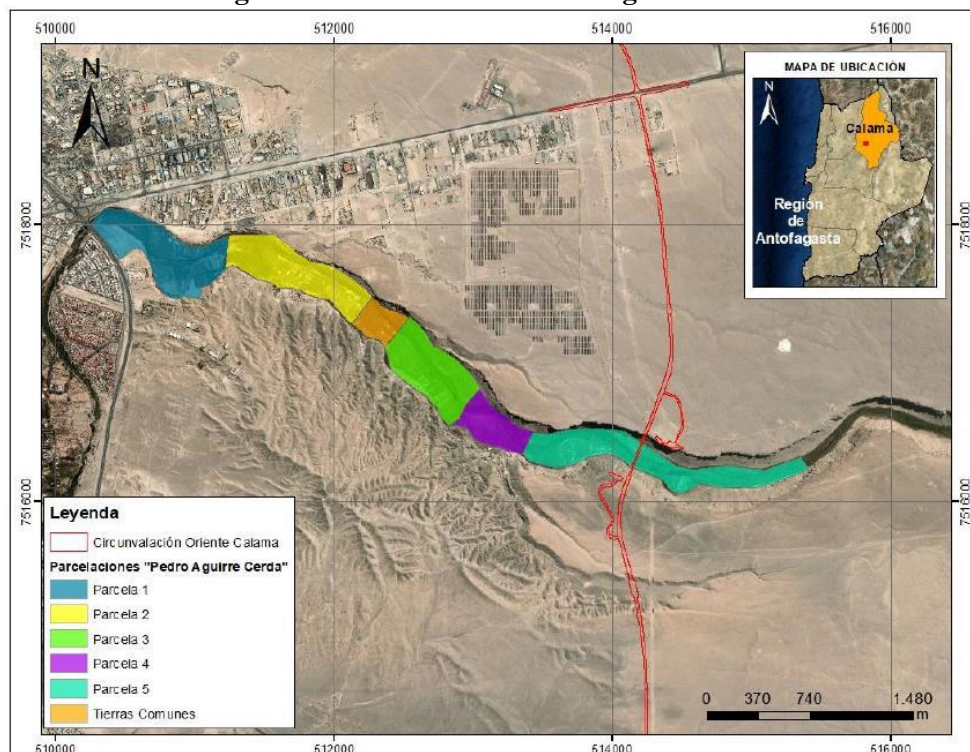 510000 512000 514000 516000
N
MAPA DE UBICACIÓN
N
Calama
Región
de
Antofagasta
7518000
7518000
7516000
7516000
Leyenda
Circunvalación Oriente Calama
Parcelaciones "Pedro Aguirre Cerda"
Parcela 1
Parcela 2
Parcela 3
Parcela 4
Parcela 5
Tierras Comunes
0 370 740 1.480
m
510000 512000 514000 516000